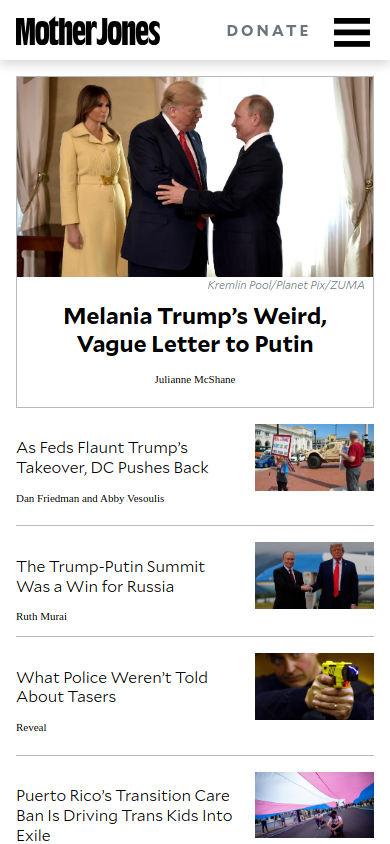 Mother Jones
DONATE
Kremlin Pool/Planet Pix/ZUMA
Melania Trump’s Weird,
Vague Letter to Putin
Julianne McShane
As Feds Flaunt Trump’s
Takeover, DC Pushes Back
Dan Friedman and Abby Vesoulis
The Trump-Putin Summit
Was a Win for Russia
Ruth Murai
What Police Weren’t Told
About Tasers
Reveal
Puerto Rico’s Transition Care
Ban Is Driving Trans Kids Into
Exile